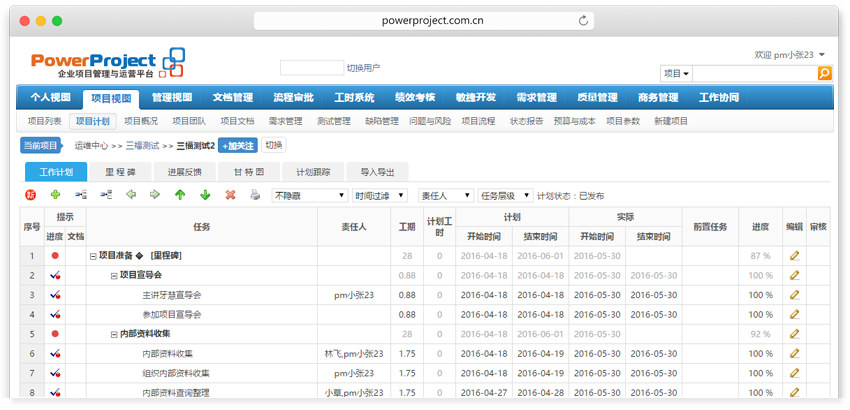 powerproject.com.cn
PowerProject
企业项目管理与运营平台
切换用户
欢迎 pm小张23
项目
个人视图 项目视图 管理视图 文档管理 流程审批 工时系统 绩效考核 敏捷开发 需求管理 质量管理 商务管理 工作协同
项目列表 项目计划 项目概况 项目团队 项目文档 需求管理 测试管理 缺陷管理 问题与风险 项目流程 状态报告 预算与成本 项目参数 新建项目
当前项目 运维中心 >> 三福测试 >> 三福测试2 +加关注 切换
工作计划 里 程 碑 进展反馈 甘 特 图 计划跟踪 导入导出
新 不隐藏 时间过滤 责任人 任务层级 计划状态：已发布
序号 提示 任务 责任人 工期 计划工时 计划 实际 前置任务 进度 编辑 审核
进度 文档 开始时间 结束时间 开始时间 结束时间
1 项目准备 [里程碑] 28 0 2016-04-18 2016-06-01 2016-05-30 87 %
2 项目宣导会 0.88 0 2016-04-18 2016-04-18 2016-05-30 2016-05-30 100 %
3 主讲牙慧宣导会 pm小张23 0.88 0 2016-04-18 2016-04-18 2016-05-30 2016-05-30 100 %
4 参加项目宣导会 0.88 0 2016-04-18 2016-04-18 2016-05-30 2016-05-30 100 %
5 内部资料收集 28 0 2016-04-18 2016-06-01 2016-05-30 92 %
6 内部资料收集 林飞,pm小张23 1.75 0 2016-04-18 2016-04-19 2016-05-30 2016-05-30 100 %
7 组织内部资料收集 pm小张23 1.75 0 2016-04-18 2016-04-19 2016-05-30 2016-05-30 100 %
8 内部资料查询整理 小草,pm小张23 1.75 0 2016-04-27 2016-04-28 2016-05-30 2016-05-30 100 %